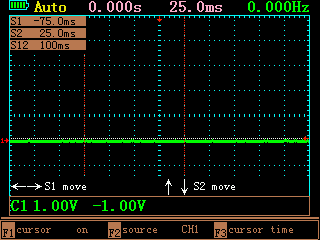 Auto 0.000s 25.0ms 0.000Hz
S1 -75.0ms
S2 25.0ms
S12 100ms
S1 move S2 move
C1 1.00V -1.00V
F1 cursor on F2 source CH1 F3 cursor time